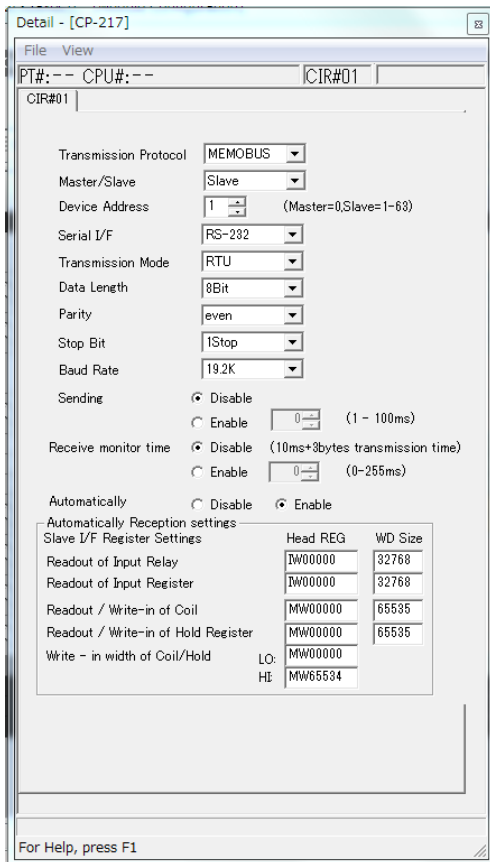 Detail - [CP-217]
File View
PT#:-- CPU#:-- CIR#01
CIR#01
Transmission Protocol MEMOBUS
Master/Slave Slave
Device Address 1 (Master=0,Slave=1-63)
Serial I/F RS-232
Transmission Mode RTU
Data Length 8Bit
Parity even
Stop Bit 1Stop
Baud Rate 19.2K
Sending Disable
Enable 0 (1 - 100ms)
Receive monitor time Disable (10ms+3bytes transmission time)
Enable 0 (0-255ms)
Automatically Disable Enable
Automatically Reception settings
Slave I/F Register Settings Head REG WD Size
Readout of Input Relay IW00000 32768
Readout of Input Register IW00000 32768
Readout / Write-in of Coil MW00000 65535
Readout / Write-in of Hold Register MW00000 65535
Write - in width of Coil/Hold LO: MW00000
HI: MW65534
For Help, press F1